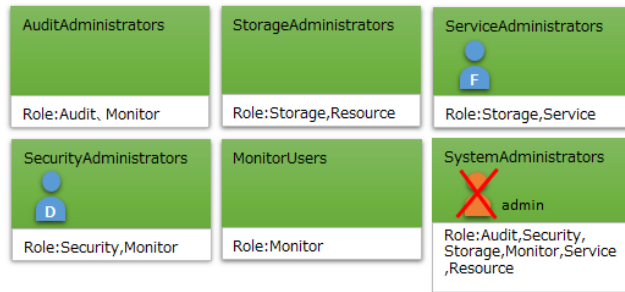 AuditAdministrators
Role:Audit、Monitor
StorageAdministrators
Role:Storage,Resource
ServiceAdministrators
F
Role:Storage,Service
SecurityAdministrators
D
Role:Security,Monitor
MonitorUsers
Role:Monitor
SystemAdministrators
admin
Role:Audit,Security,
Storage,Monitor,Service
,Resource